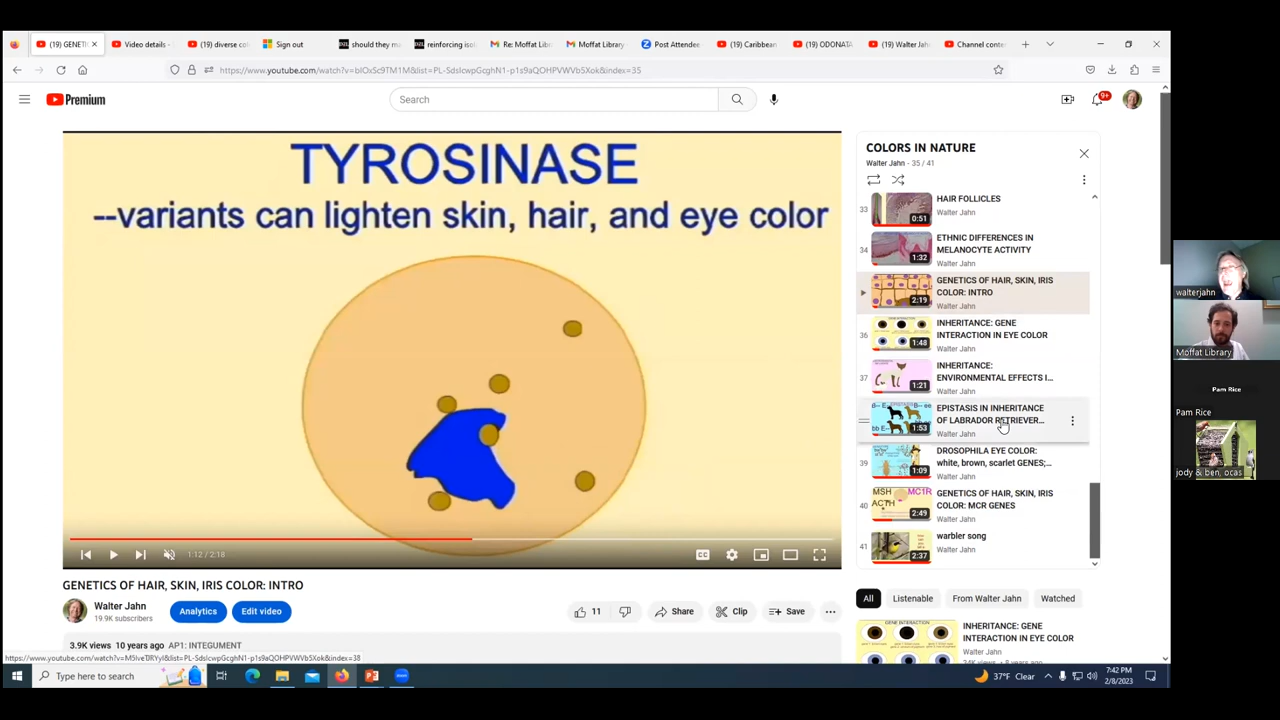 (19) GENETI
Video details -
(19) diverse co
Sign out
should they m
reinforcing iso
Re: Moffat Lib
Moffat Library
Post Attendee
(19) Caribbean
(19) ODONATA
(19) Walter Jah
Channel conte
https://www.youtube.com/watch?v=bIOxSc9TM1M&list=PL-SdsIcwpGcghN1-p1s9aQOHPVWVb5Xok&index=35
Premium
Search
9+
TYROSINASE
--variants can lighten skin, hair, and eye color
1:12 / 2:18
CC
COLORS IN NATURE
Walter Jahn - 35 / 41
33
0:51
HAIR FOLLICLES
Walter Jahn
34
1:32
ETHNIC DIFFERENCES IN
MELANOCYTE ACTIVITY
Walter Jahn
2:19
GENETICS OF HAIR, SKIN, IRIS
COLOR: INTRO
Walter Jahn
36
1:48
INHERITANCE: GENE
INTERACTION IN EYE COLOR
Walter Jahn
37
1:21
INHERITANCE:
ENVIRONMENTAL EFFECTS I...
Walter Jahn
1:53
EPISTASIS IN INHERITANCE
OF LABRADOR RETRIEVER...
Walter Jahn
39
1:09
DROSOPHILA EYE COLOR:
white, brown, scarlet GENES;...
Walter Jahn
40
MSH
ACTH
MC1R
2:49
GENETICS OF HAIR, SKIN, IRIS
COLOR: MCR GENES
Walter Jahn
41
2:37
warbler song
Walter Jahn
GENETICS OF HAIR, SKIN, IRIS COLOR: INTRO
Walter Jahn
19.9K subscribers
Analytics
Edit video
11
Share
Clip
Save
3.9K views 10 years ago AP1: INTEGUMENT
All
Listenable
From Walter Jahn
Watched
GENE INTERACTION
INHERITANCE: GENE
INTERACTION IN EYE COLOR
Walter Jahn
Type here to search
37°F Clear
7:42 PM
2/8/2023
walterjahn
Moffat Library
Pam Rice
Pam Rice
jody & ben, ocas